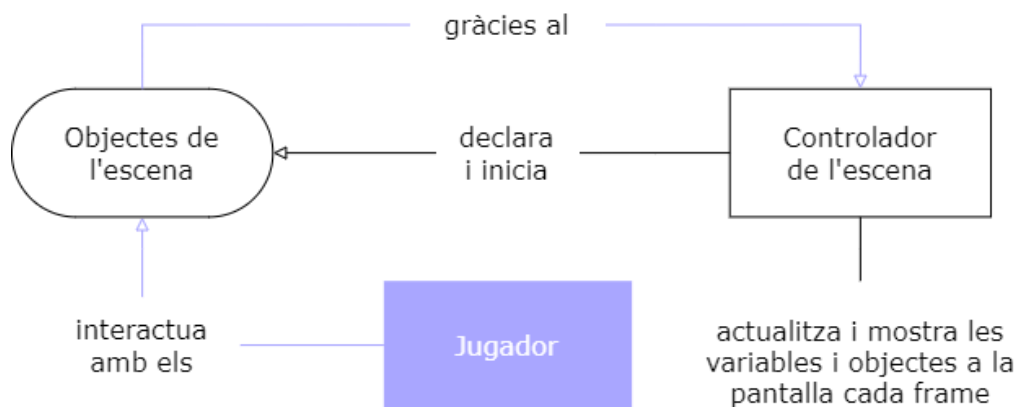 gràcies al
Objectes de
l'escena
declara
i inicia
Controlador
de l'escena
interactua
amb els
Jugador
actualitza i mostra les
variables i objectes a la
pantalla cada frame